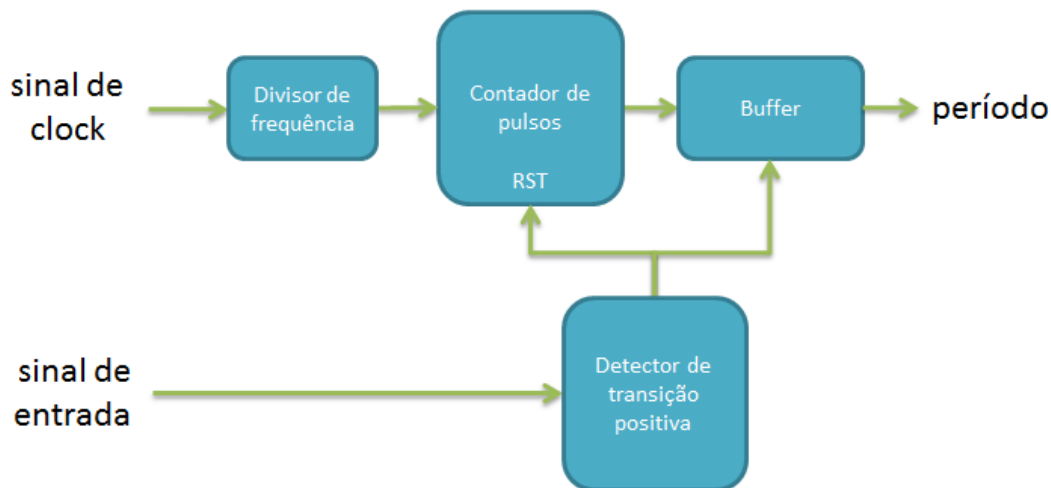 sinal de
clock
Divisor de
frequência
Contador de
pulsos
RST
Buffer
período
sinal de
entrada
Detector de
transição
positiva